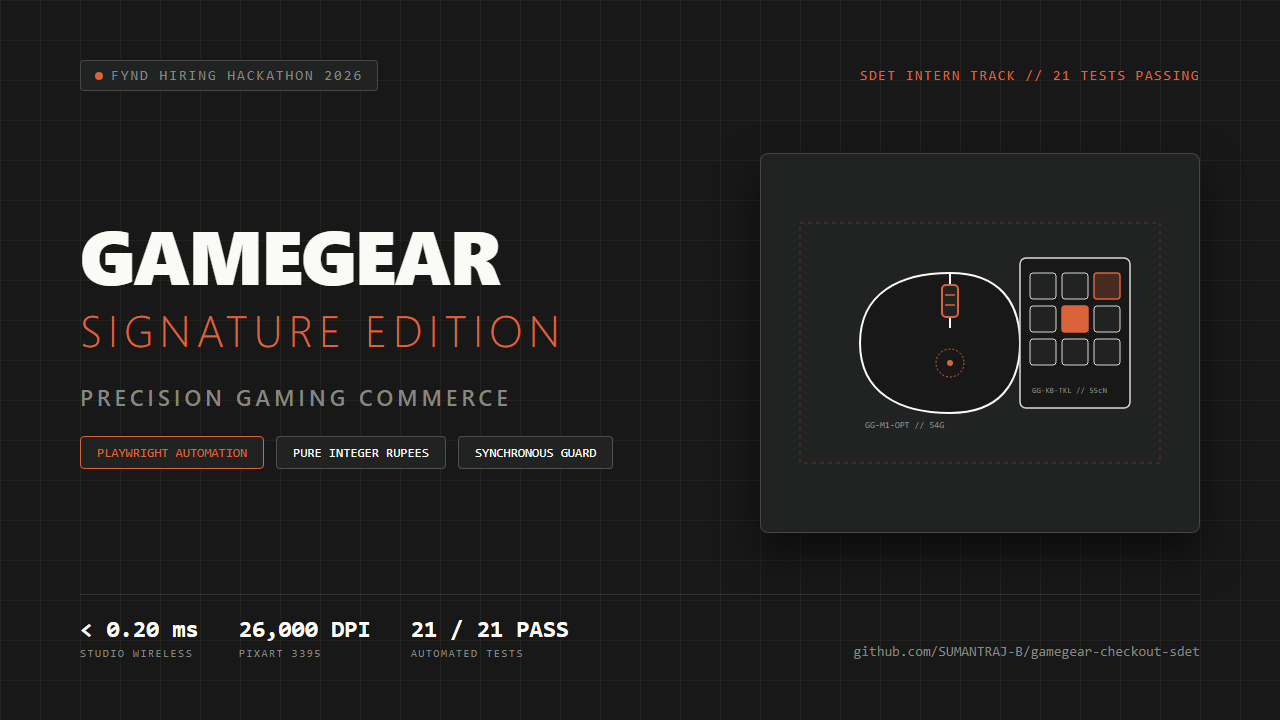 FYND HIRING HACKATHON 2026
SDET INTERN TRACK // 21 TESTS PASSING
GAMEGEAR
SIGNATURE EDITION
PRECISION GAMING COMMERCE
PLAYWRIGHT AUTOMATION
PURE INTEGER RUPEES
SYNCHRONOUS GUARD
GG-KB-TKL // 55cN
GG-M1-OPT // 54G
< 0.20 ms
STUDIO WIRELESS
26,000 DPI
PIXART 3395
21 / 21 PASS
AUTOMATED TESTS
github.com/SUMANTRAJ-B/gamegear-checkout-sdet